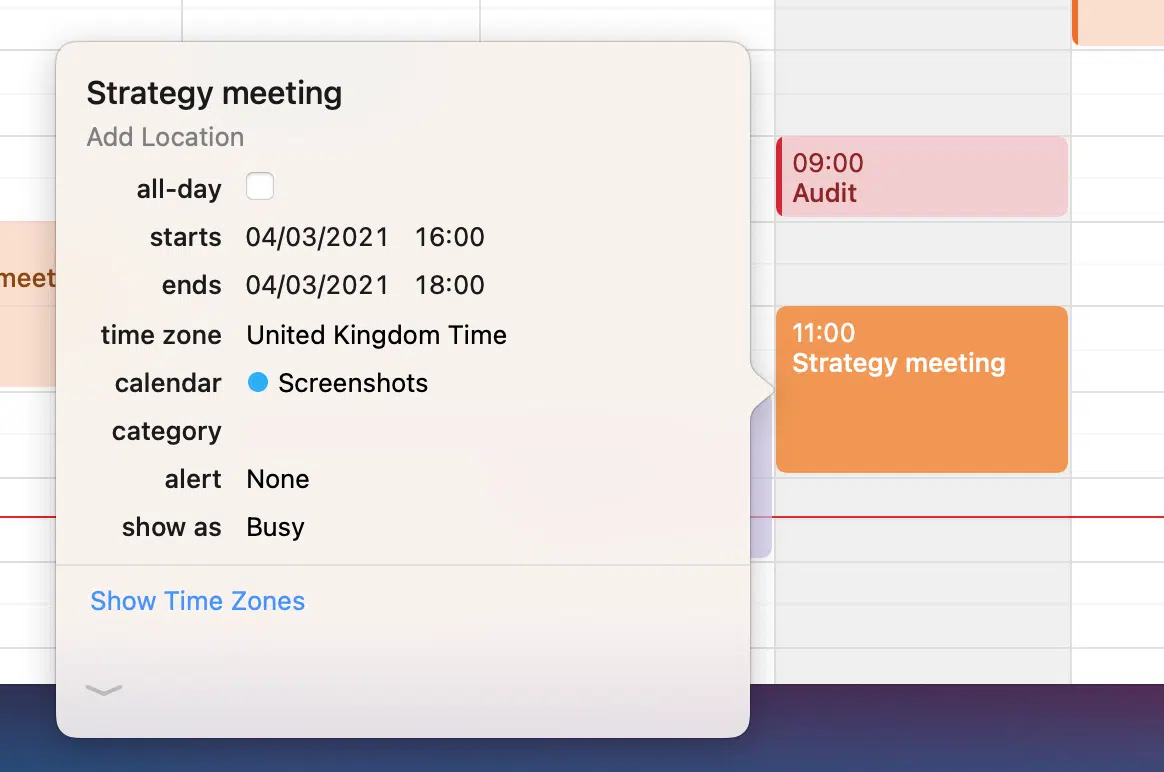 Strategy meeting
Add Location
all-day
starts 04/03/2021 16:00
ends 04/03/2021 18:00
time zone United Kingdom Time
calendar Screenshots
category
alert None
show as Busy
Show Time Zones
meet
09:00
Audit
11:00
Strategy meeting